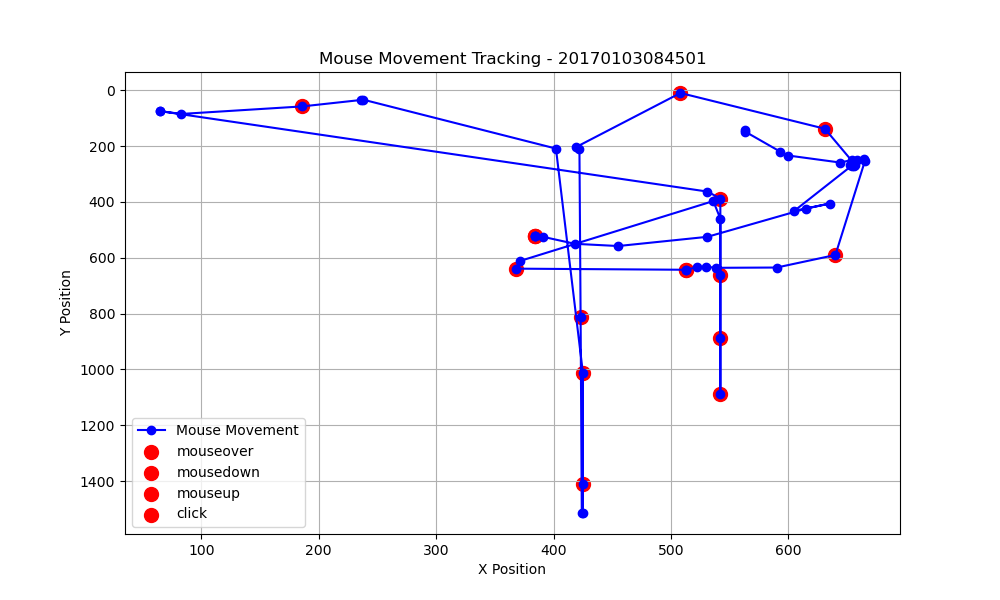 Mouse Movement Tracking - 20170103084501
0
200
400
600
800
1000
1200
1400
Y Position
Mouse Movement
mouseover
mousedown
mouseup
click
100
200
300
400
500
600
X Position